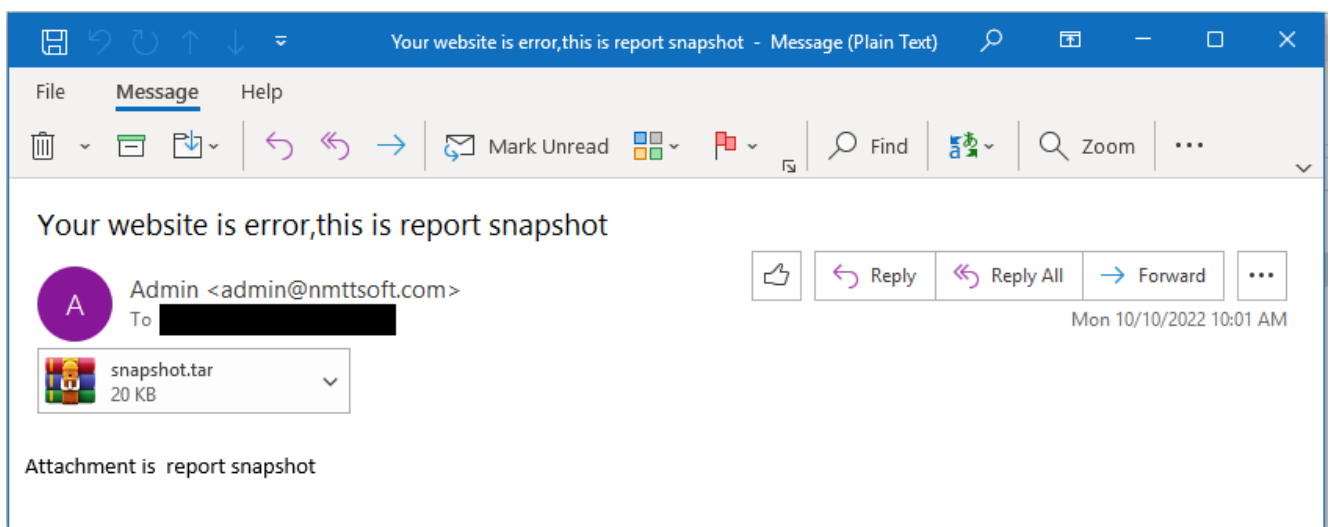 Your website is error,this is report snapshot - Message (Plain Text)
File Message Help
Mark Unread Find Zoom
Your website is error,this is report snapshot
A Admin <admin@nmttsoft.com>
To
Reply Reply All Forward
Mon 10/10/2022 10:01 AM
snapshot.tar
20 KB
Attachment is  report snapshot